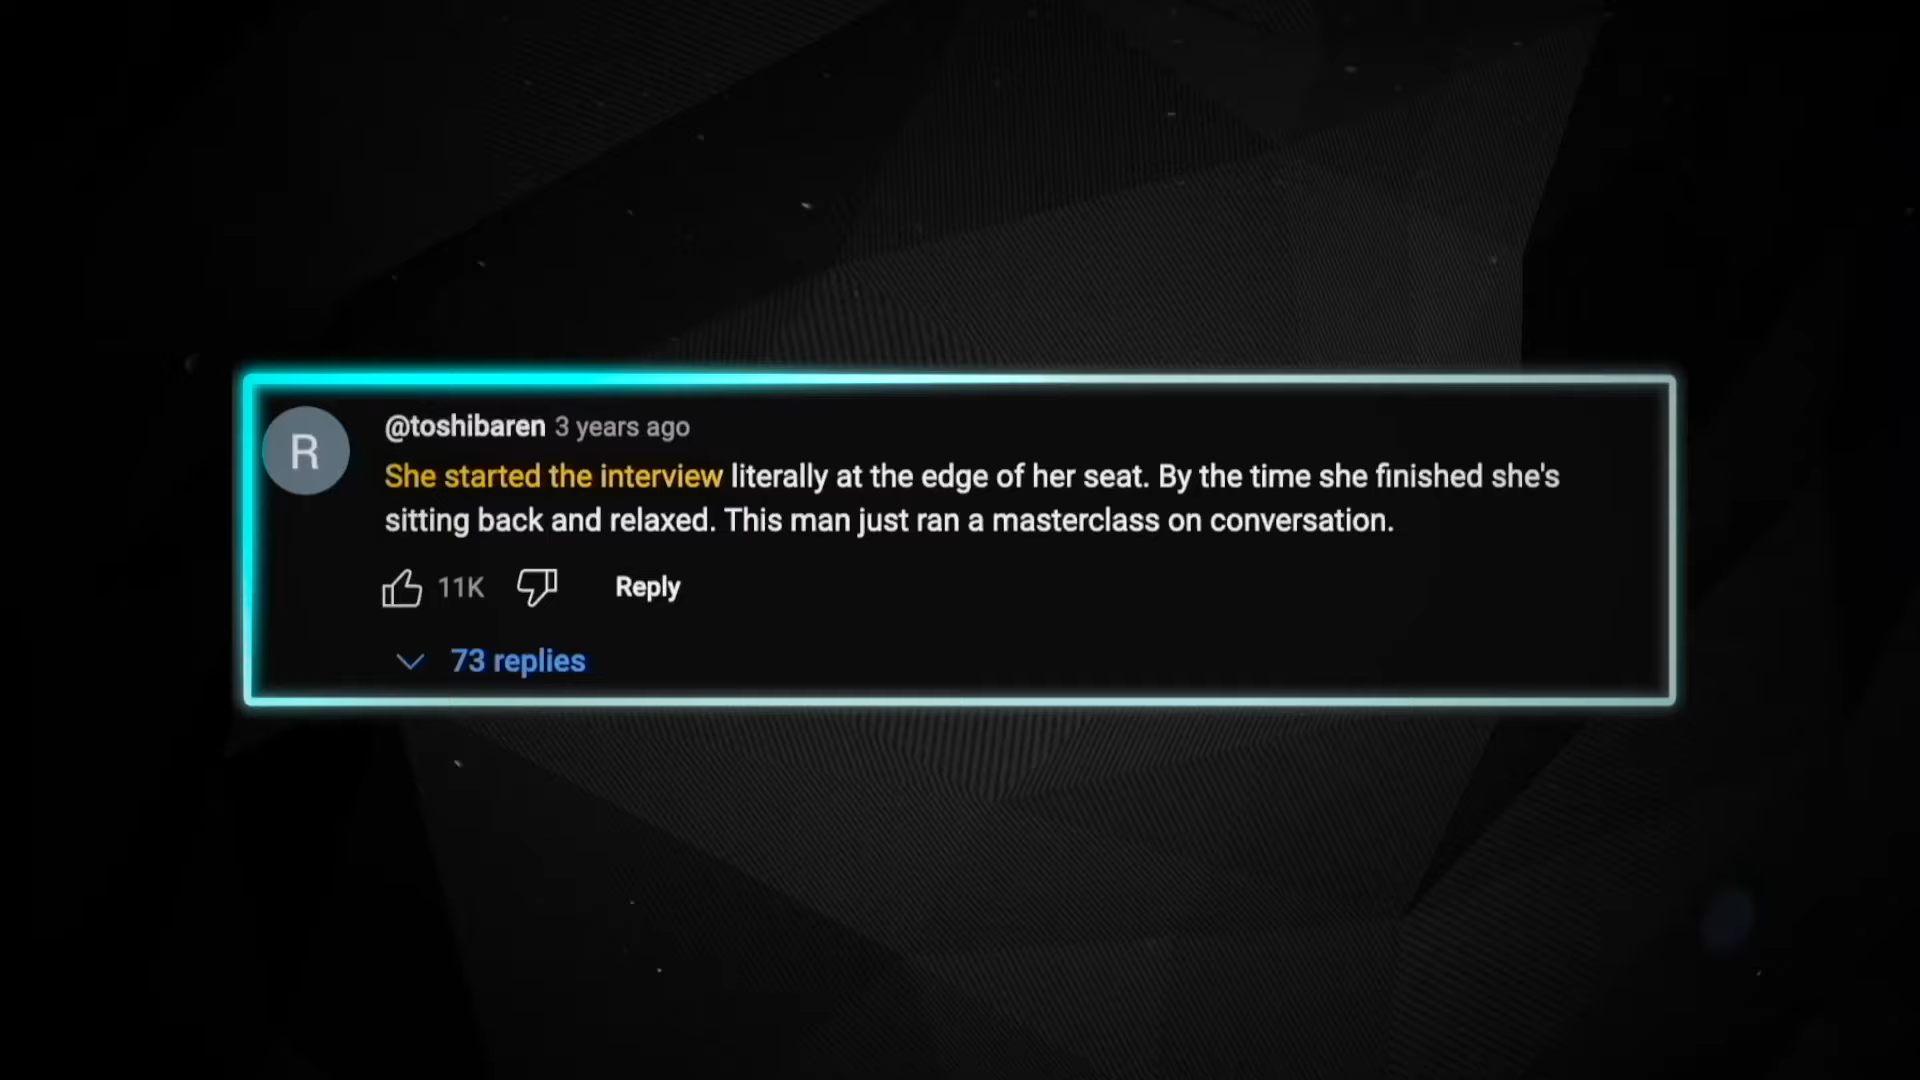 R
@toshibaren 3 years ago
She started the interview literally at the edge of her seat. By the time she finished she's
sitting back and relaxed. This man just ran a masterclass on conversation.
11K Reply
73 replies